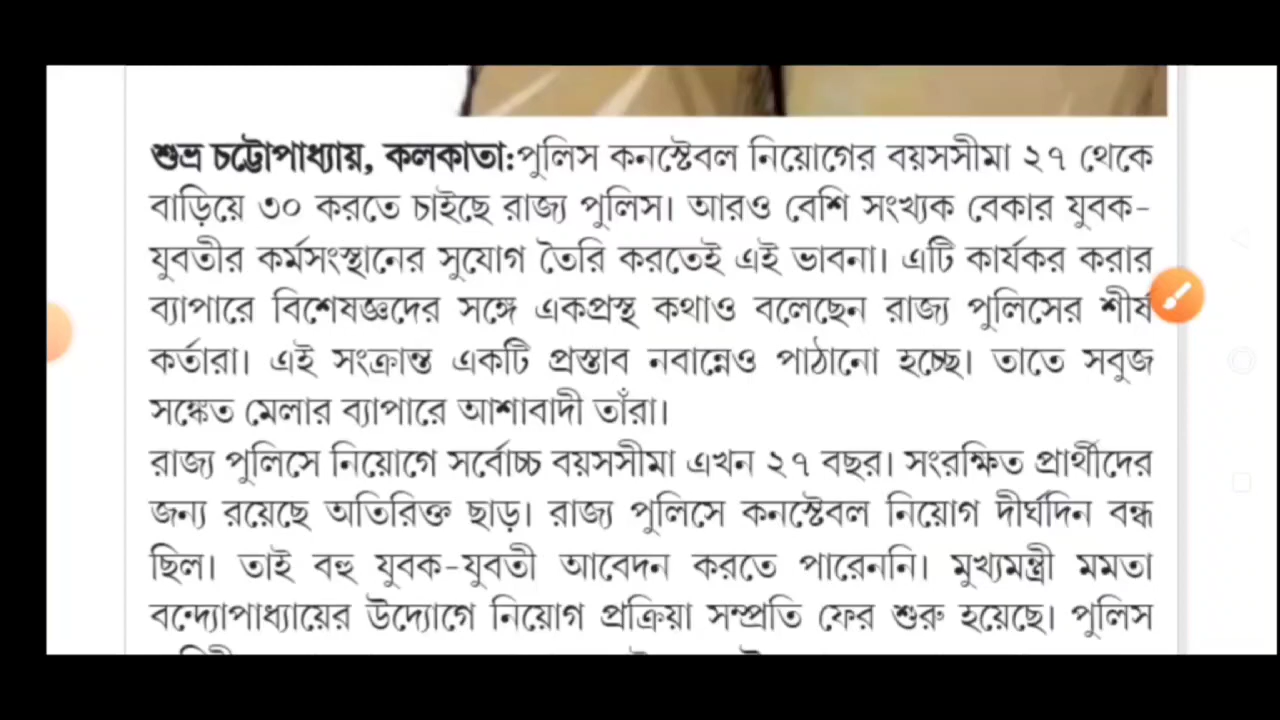 শুভ্র চট্টোপাধ্যায়, কলকাতা:পুলিস কনস্টেবল নিয়োগের বয়সসীমা ২৭ থেকে
বাড়িয়ে ৩০ করতে চাইছে রাজ্য পুলিস। আরও বেশি সংখ্যক বেকার যুবক-
যুবতীর কর্মসংস্থানের সুযোগ তৈরি করতেই এই ভাবনা। এটি কার্যকর করার
ব্যাপারে বিশেষজ্ঞদের সঙ্গে একপ্রস্থ কথাও বলেছেন রাজ্য পুলিসের শীর্ষ
কর্তারা। এই সংক্রান্ত একটি প্রস্তাব নবান্নেও পাঠানো হচ্ছে। তাতে সবুজ
সঙ্কেত মেলার ব্যাপারে আশাবাদী তাঁরা।
রাজ্য পুলিসে নিয়োগে সর্বোচ্চ বয়সসীমা এখন ২৭ বছর। সংরক্ষিত প্রার্থীদের
জন্য রয়েছে অতিরিক্ত ছাড়। রাজ্য পুলিসে কনস্টেবল নিয়োগ দীর্ঘদিন বন্ধ
ছিল। তাই বহু যুবক-যুবতী আবেদন করতে পারেননি। মুখ্যমন্ত্রী মমতা
বন্দ্যোপাধ্যায়ের উদ্যোগে নিয়োগ প্রক্রিয়া সম্প্রতি ফের শুরু হয়েছে। পুলিস